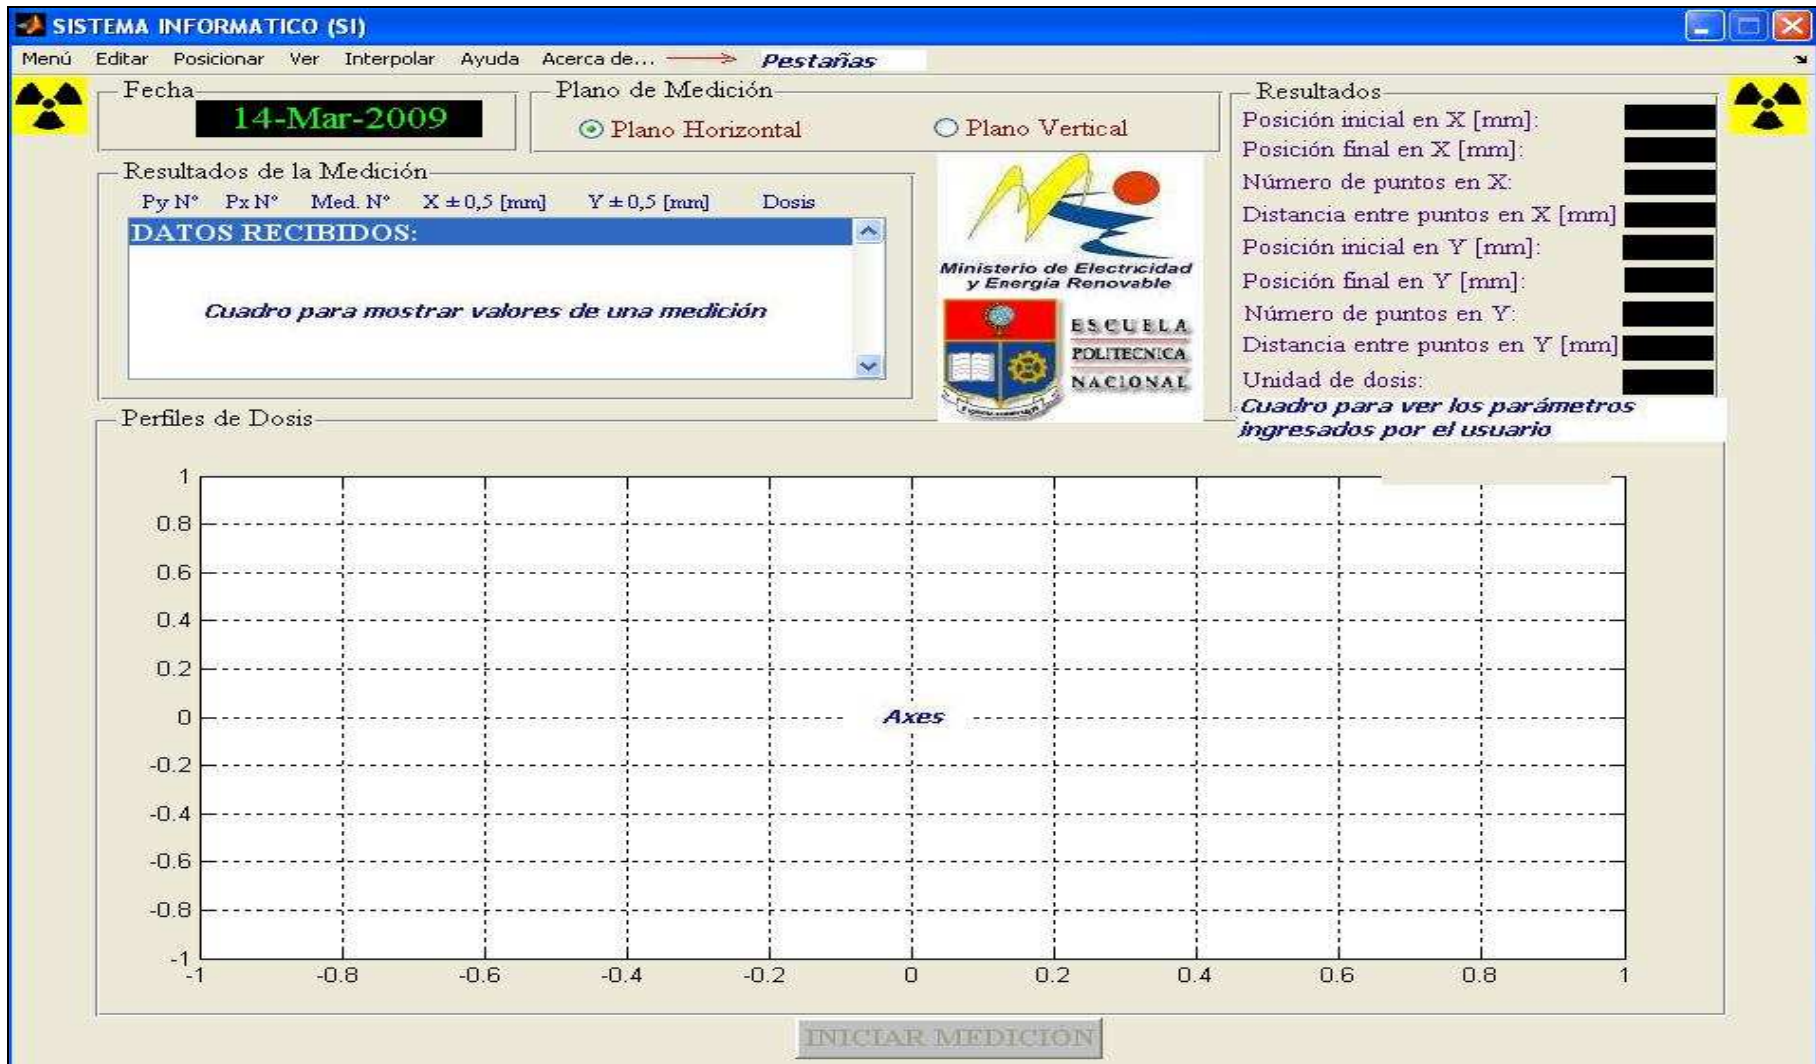 SISTEMA INFORMATICO (SI)
Menú Editar Posicionar Ver Interpolar Ayuda Acerca de... Pestañas
Fecha
14-Mar-2009
Plano de Medición
Plano Horizontal Plano Vertical
Resultados de la Medición
Py N° Px N° Med. N° X ± 0,5 [mm] Y ± 0,5 [mm] Dosis
DATOS RECIBIDOS:
Cuadro para mostrar valores de una medición
Ministerio de Electricidad
y Energía Renovable
ESCUELA
POLITECNICA
NACIONAL
Resultados
Posición inicial en X [mm]:
Posición final en X [mm]:
Número de puntos en X:
Distancia entre puntos en X [mm]
Posición inicial en Y [mm]:
Posición final en Y [mm]:
Número de puntos en Y:
Distancia entre puntos en Y [mm]
Unidad de dosis:
Cuadro para ver los parámetros
ingresados por el usuario
Perfiles de Dosis
1
0.8
0.6
0.4
0.2
0
-0.2
-0.4
-0.6
-0.8
-1
Axes
-1 -0.8 -0.6 -0.4 -0.2 0 0.2 0.4 0.6 0.8 1
INICIAR MEDICIÓN